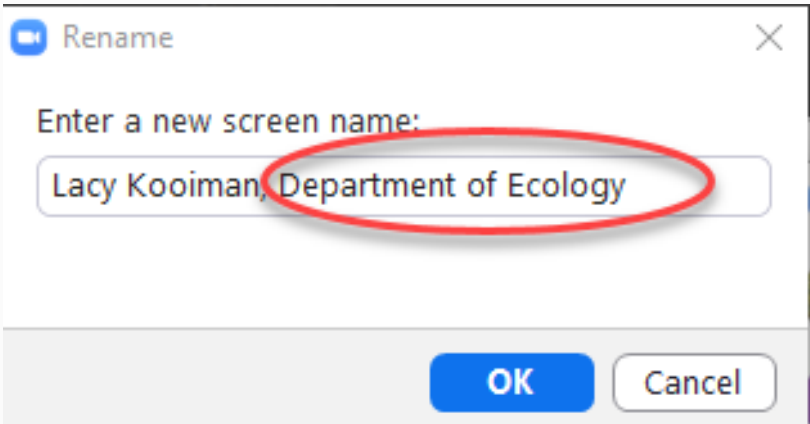 Rename
Enter a new screen name:
Lacy Kooiman, Department of Ecology
OK Cancel